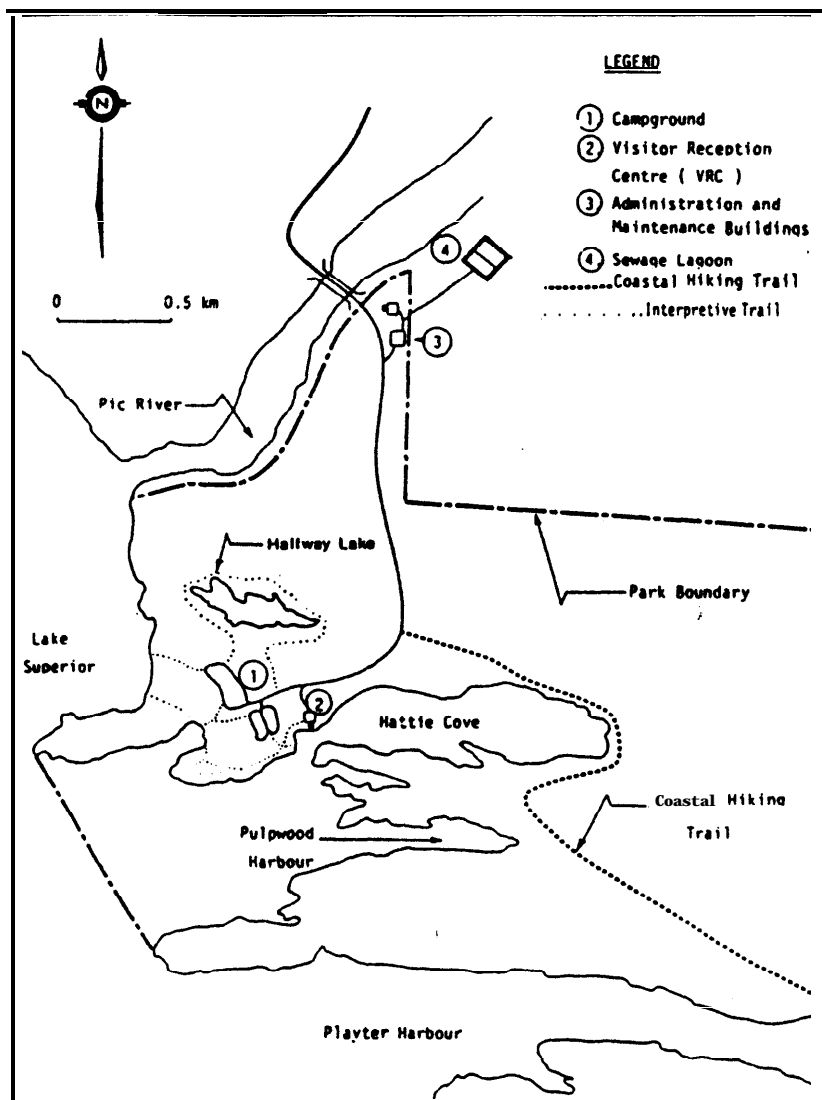 LEGEND
N
1 Campground
2 Visitor Reception
Centre ( VRC )
3 Administration and
Maintenance Buildings
4 Sewage Lagoon
Coastal Hiking Trail
Interpretive Trail
0 0.5 km
4
3
Pic River
Halfway Lake
Park Boundary
Lake
Superior
1
2
Hattie Cove
Coastal Hiking
Trail
Pulpwood
Harbour
Playter Harbour